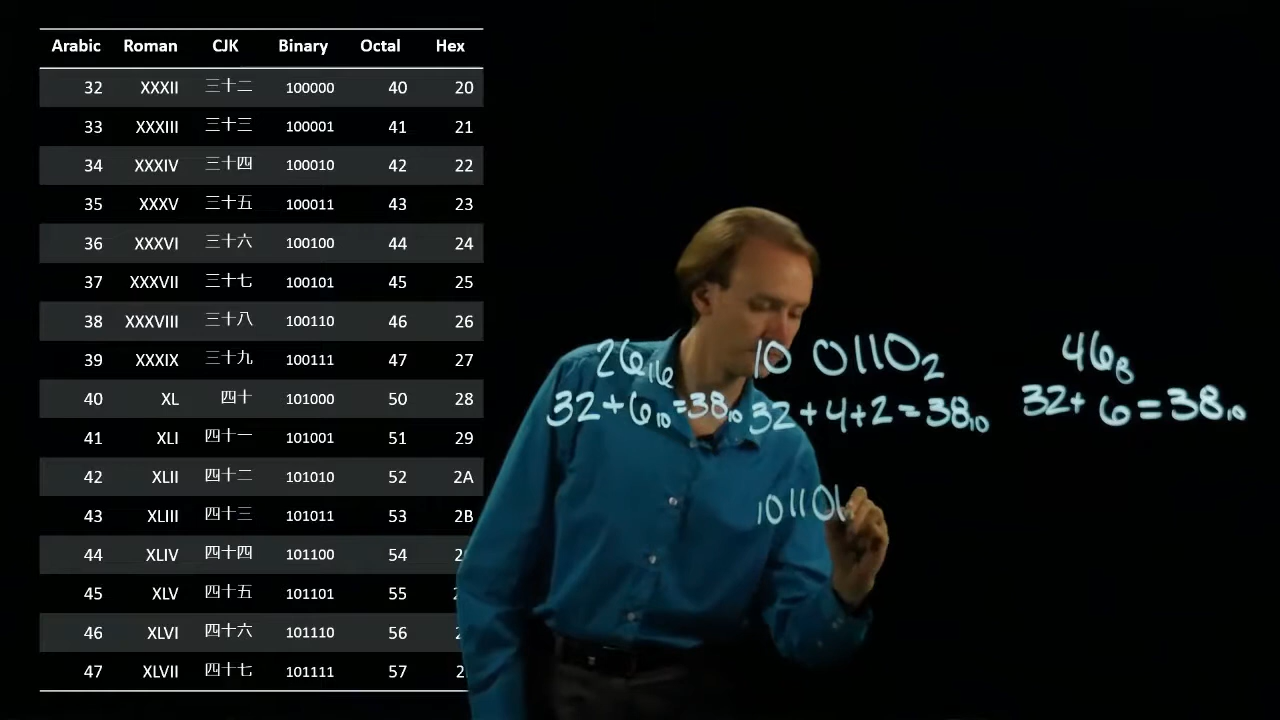 Arabic Roman CJK Binary Octal Hex
32 XXXII 三十二 100000 40 20
33 XXXIII 三十三 100001 41 21
34 XXXIV 三十四 100010 42 22
35 XXXV 三十五 100011 43 23
36 XXXVI 三十六 100100 44 24
37 XXXVII 三十七 100101 45 25
38 XXXVIII 三十八 100110 46 26
39 XXXIX 三十九 100111 47 27
40 XL 四十 101000 50 28
41 XLI 四十一 101001 51 29
42 XLII 四十二 101010 52 2A
43 XLIII 四十三 101011 53 2B
44 XLIV 四十四 101100 54
45 XLV 四十五 101101 55
46 XLVI 四十六 101110 56
47 XLVII 四十七 101111 57
26₁₆ 10 0110₂ 46₈
32+6₁₀=38₁₀ 32+4+2=38₁₀ 32+6=38₁₀
101101